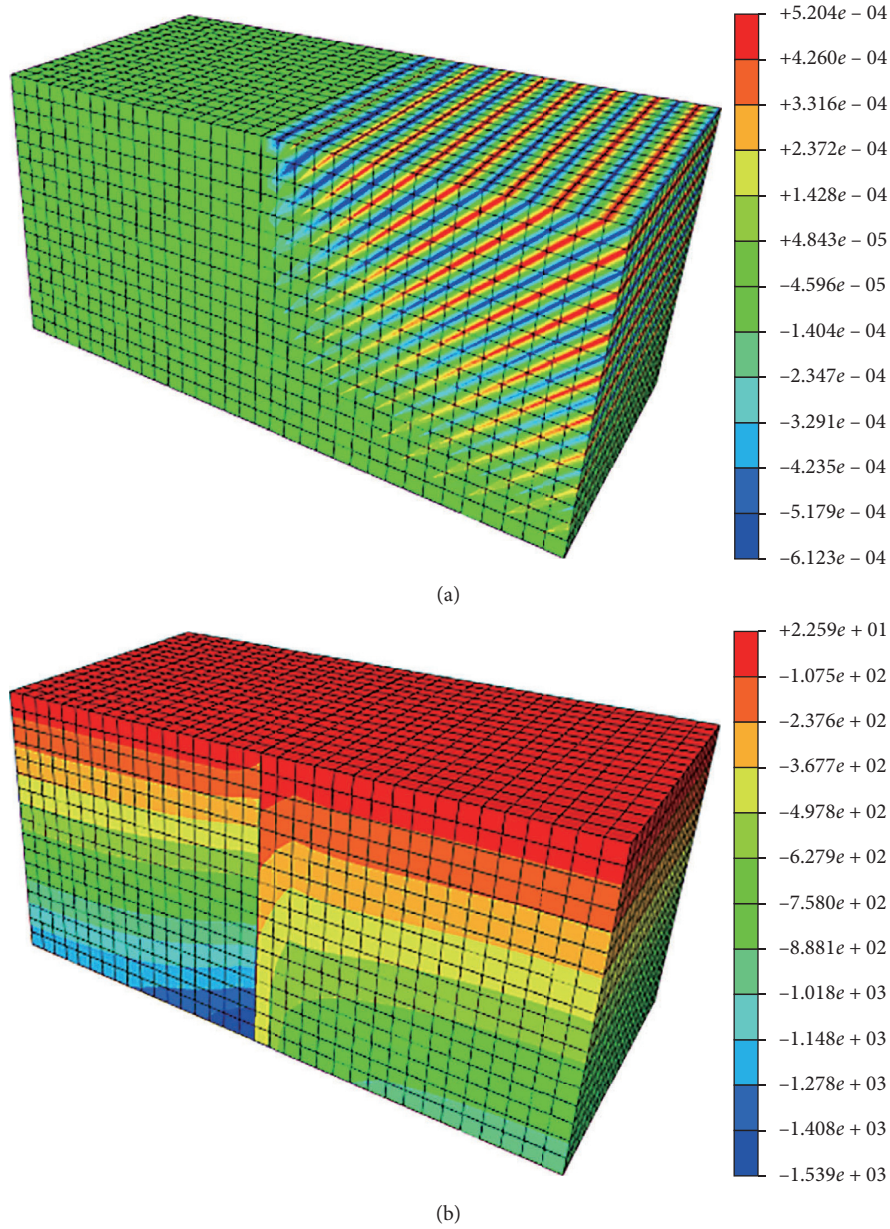 +5.204e – 04
+4.260e – 04
+3.316e – 04
+2.372e – 04
+1.428e – 04
+4.843e – 05
–4.596e – 05
–1.404e – 04
–2.347e – 04
–3.291e – 04
–4.235e – 04
–5.179e – 04
–6.123e – 04
(a)
+2.259e + 01
–1.075e + 02
–2.376e + 02
–3.677e + 02
–4.978e + 02
–6.279e + 02
–7.580e + 02
–8.881e + 02
–1.018e + 03
–1.148e + 03
–1.278e + 03
–1.408e + 03
–1.539e + 03
(b)